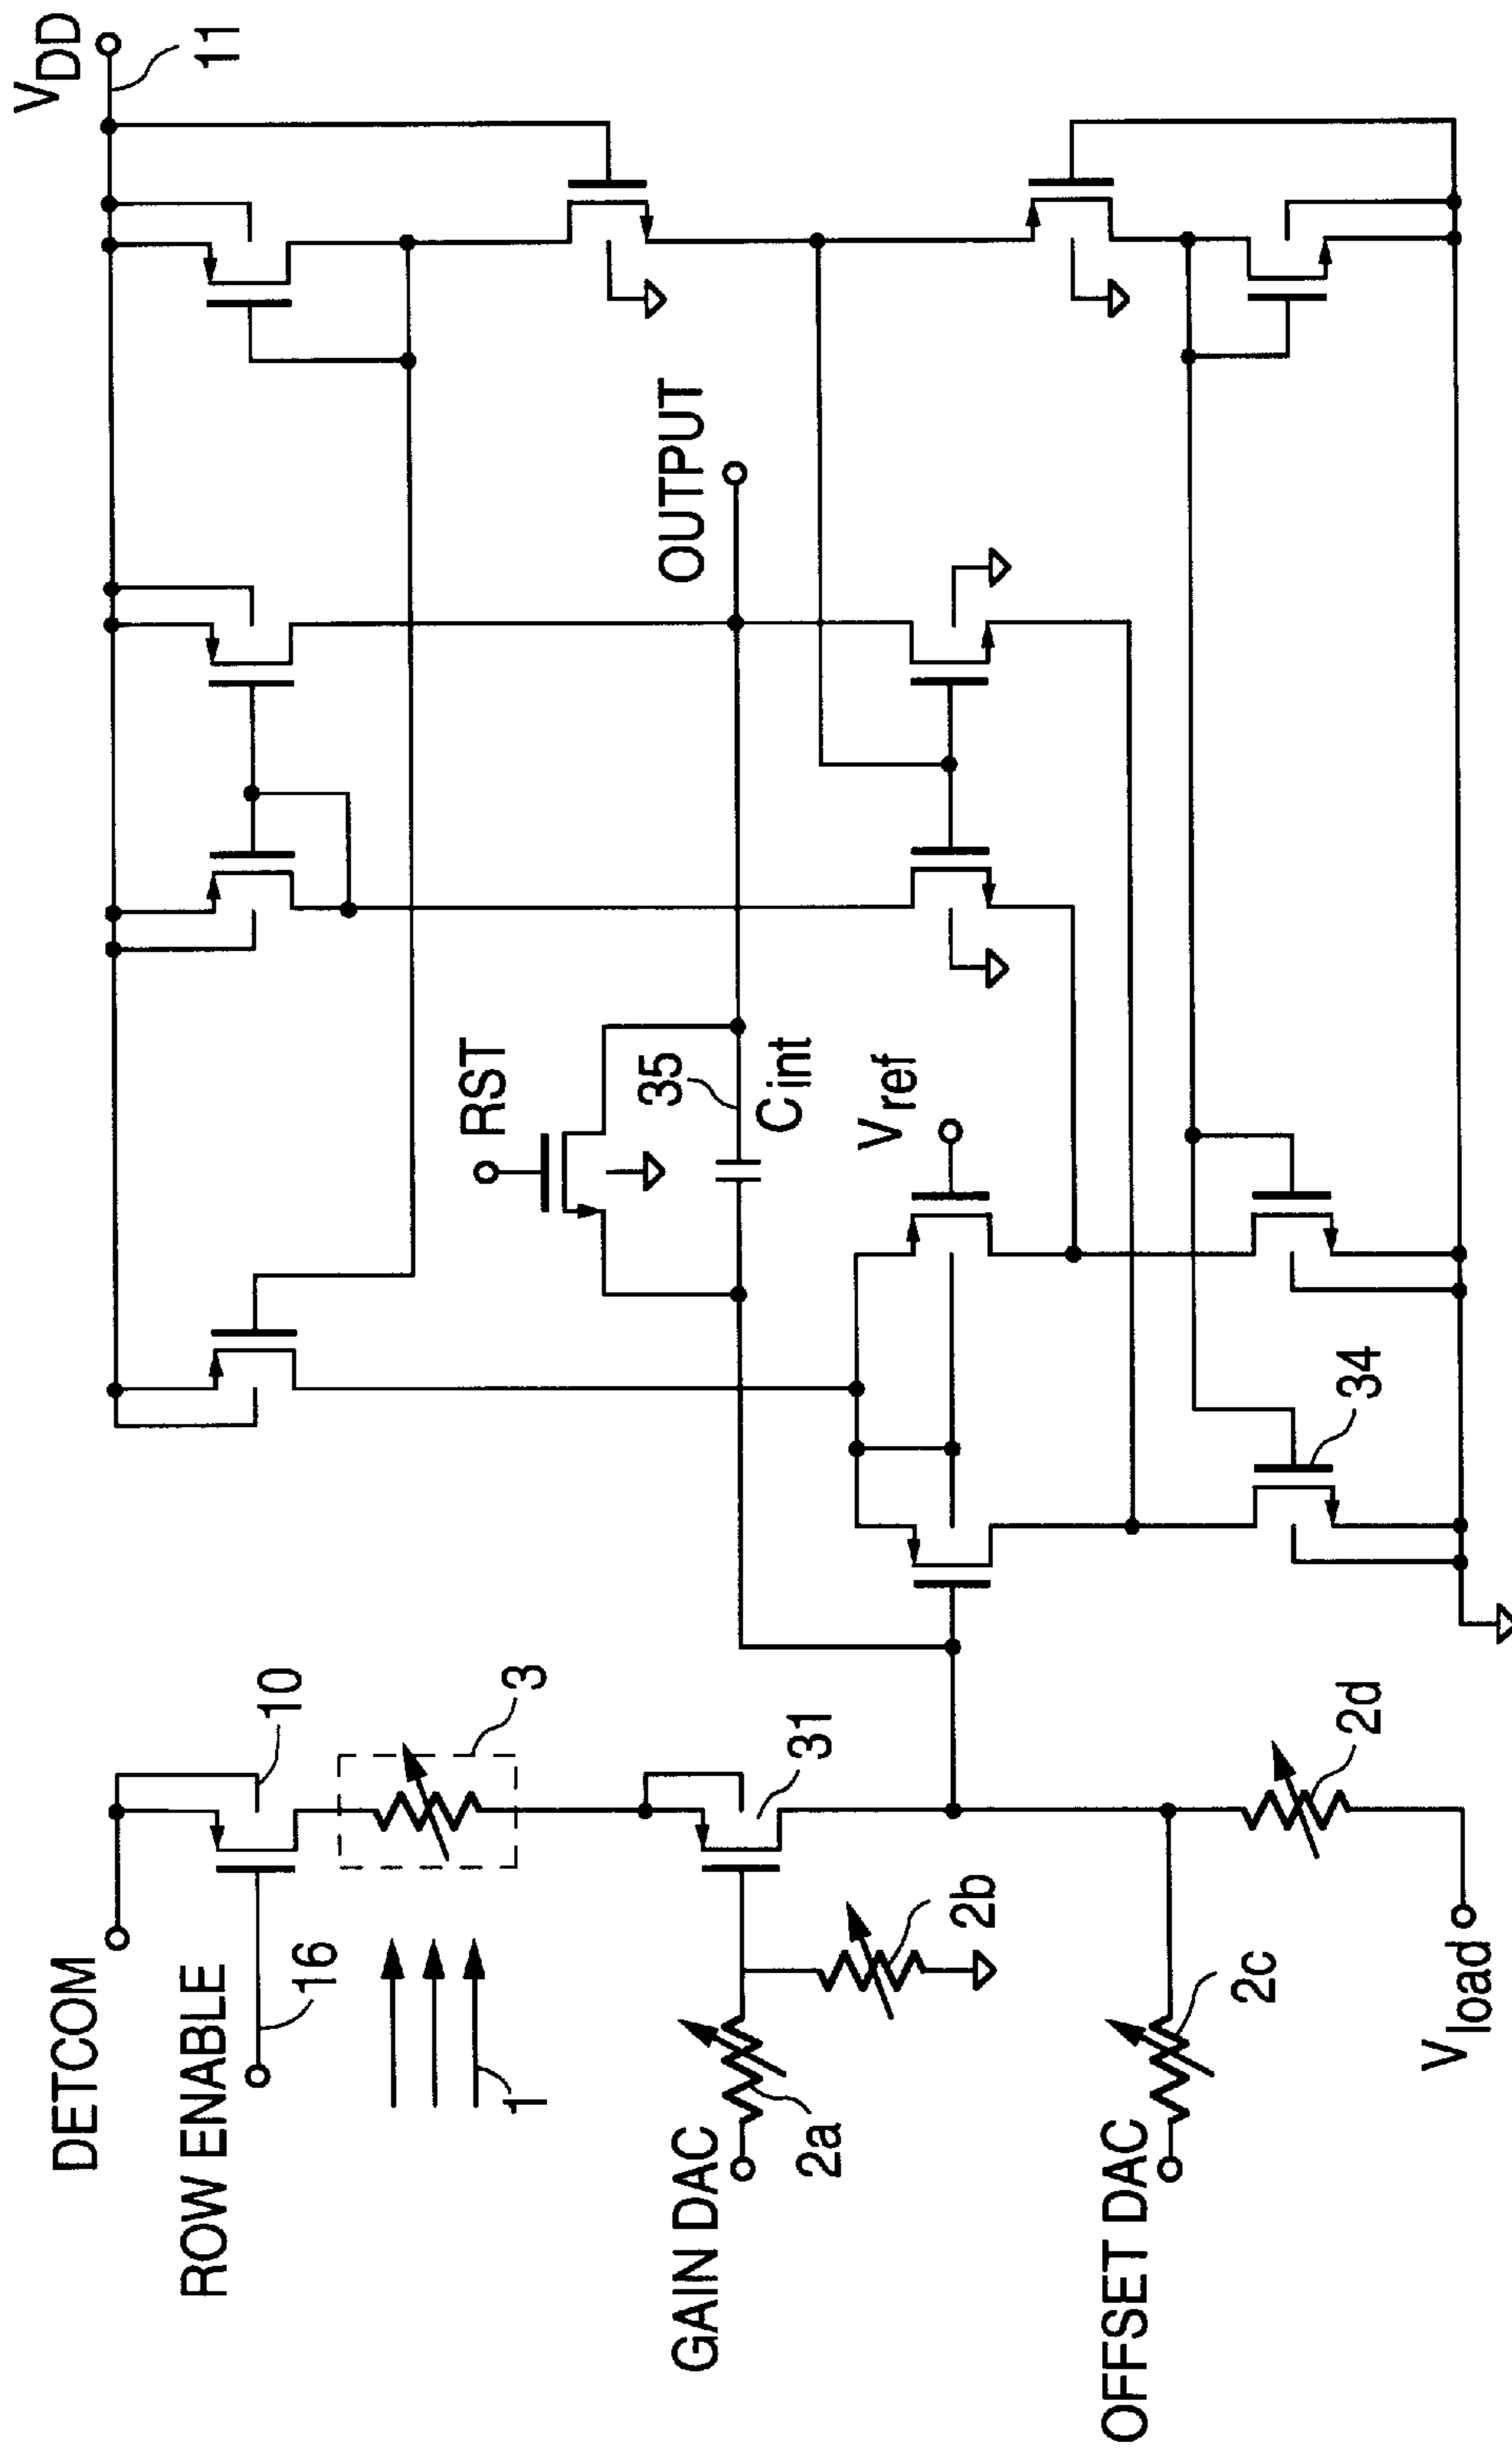 DETCOM
ROW ENABLE
16
10
1
3
GAIN DAC
2a
2b
31
OFFSET DAC
2c
2d
Vload
RST
35
Cint
Vref
34
OUTPUT
VDD
11